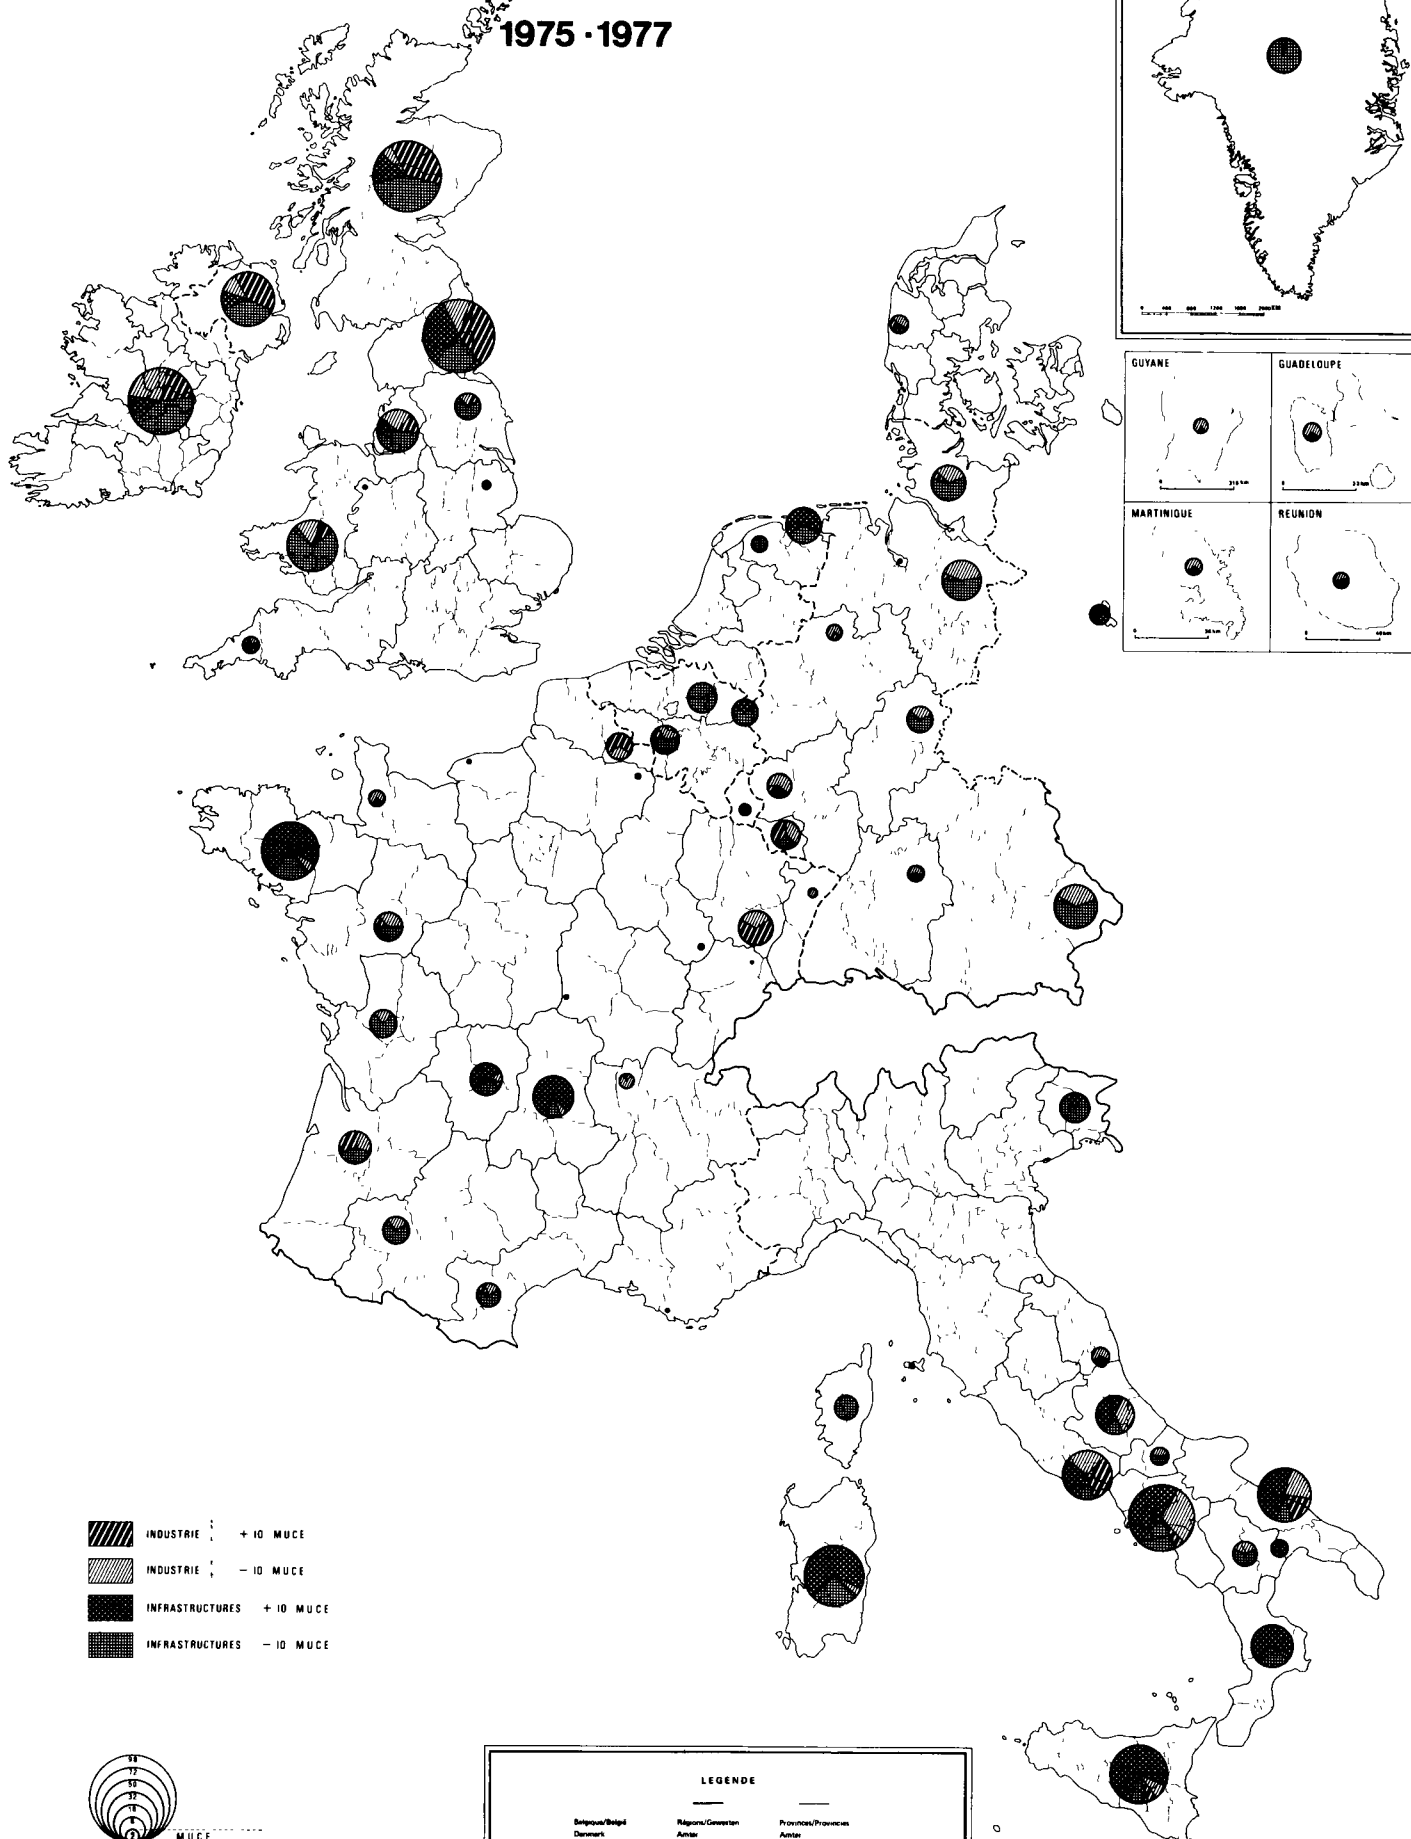 1975 · 1977
GUYANE
GUADELOUPE
MARTINIQUE
REUNION
INDUSTRIE + 10 MUCE
INDUSTRIE - 10 MUCE
INFRASTRUCTURES + 10 MUCE
INFRASTRUCTURES - 10 MUCE
98
72
50
32
18
8
2
MUCE
LEGENDE
Belgique/België Régions/Gewesten Provinces/Provincies
Danmark Amter Amter